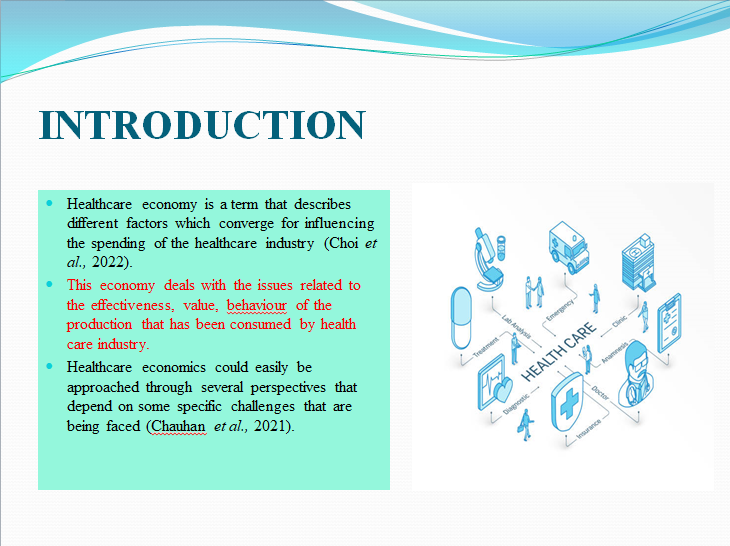 INTRODUCTION
Healthcare economy is a term that describes
different factors which converge for influencing
the spending of the healthcare industry (Choi et
al., 2022).
This economy deals with the issues related to
the effectiveness, value, behaviour of the
production that has been consumed by health
care industry.
Healthcare economics could easily be
approached through several perspectives that
depend on some specific challenges that are
being faced (Chauhan et al., 2021).
Lab Analysis
Emergency
Clinic
Treatment
HEALTH CARE
Anamnesis
Diagnostic
Doctor
Insurance